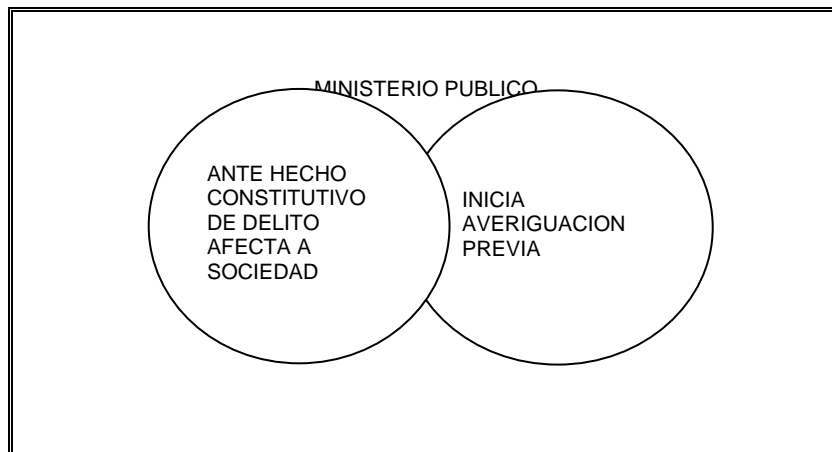 MINISTERIO PUBLICO
ANTE HECHO
CONSTITUTIVO
DE DELITO
AFECTA A
SOCIEDAD
INICIA
AVERIGUACION
PREVIA